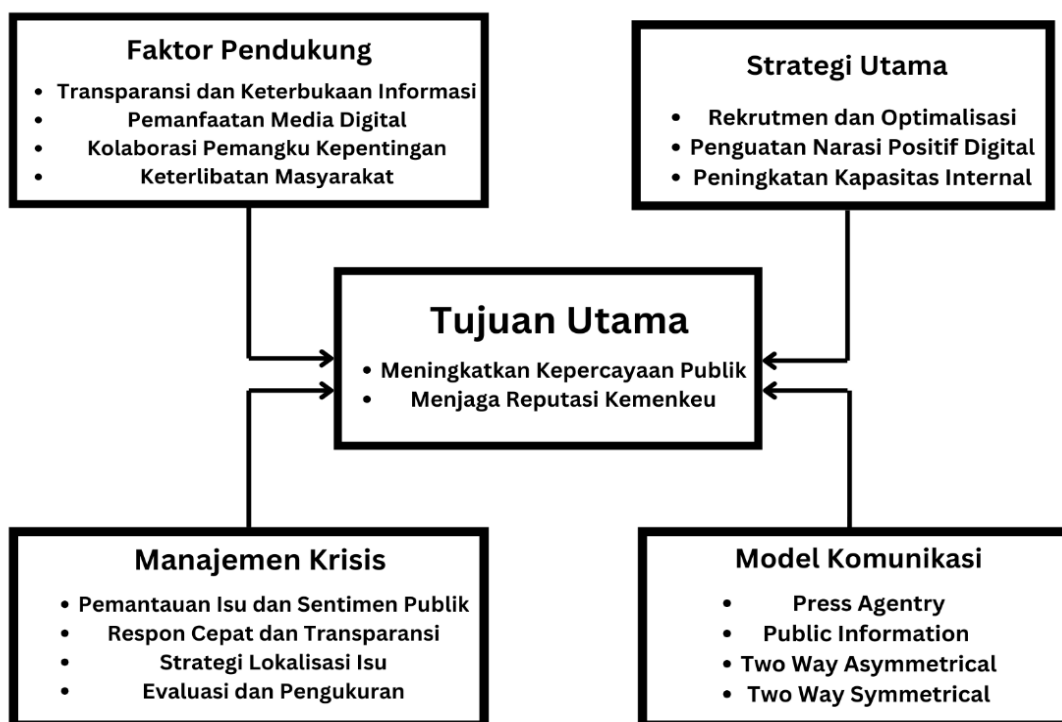 Faktor Pendukung
• Transparansi dan Keterbukaan Informasi
• Pemanfaatan Media Digital
• Kolaborasi Pemangku Kepentingan
• Keterlibatan Masyarakat
Strategi Utama
• Rekrutmen dan Optimalisasi
• Penguatan Narasi Positif Digital
• Peningkatan Kapasitas Internal
Tujuan Utama
• Meningkatkan Kepercayaan Publik
• Menjaga Reputasi Kemenkeu
Manajemen Krisis
• Pemantauan Isu dan Sentimen Publik
• Respon Cepat dan Transparansi
• Strategi Lokalisasi Isu
• Evaluasi dan Pengukuran
Model Komunikasi
• Press Agentry
• Public Information
• Two Way Asymmetrical
• Two Way Symmetrical